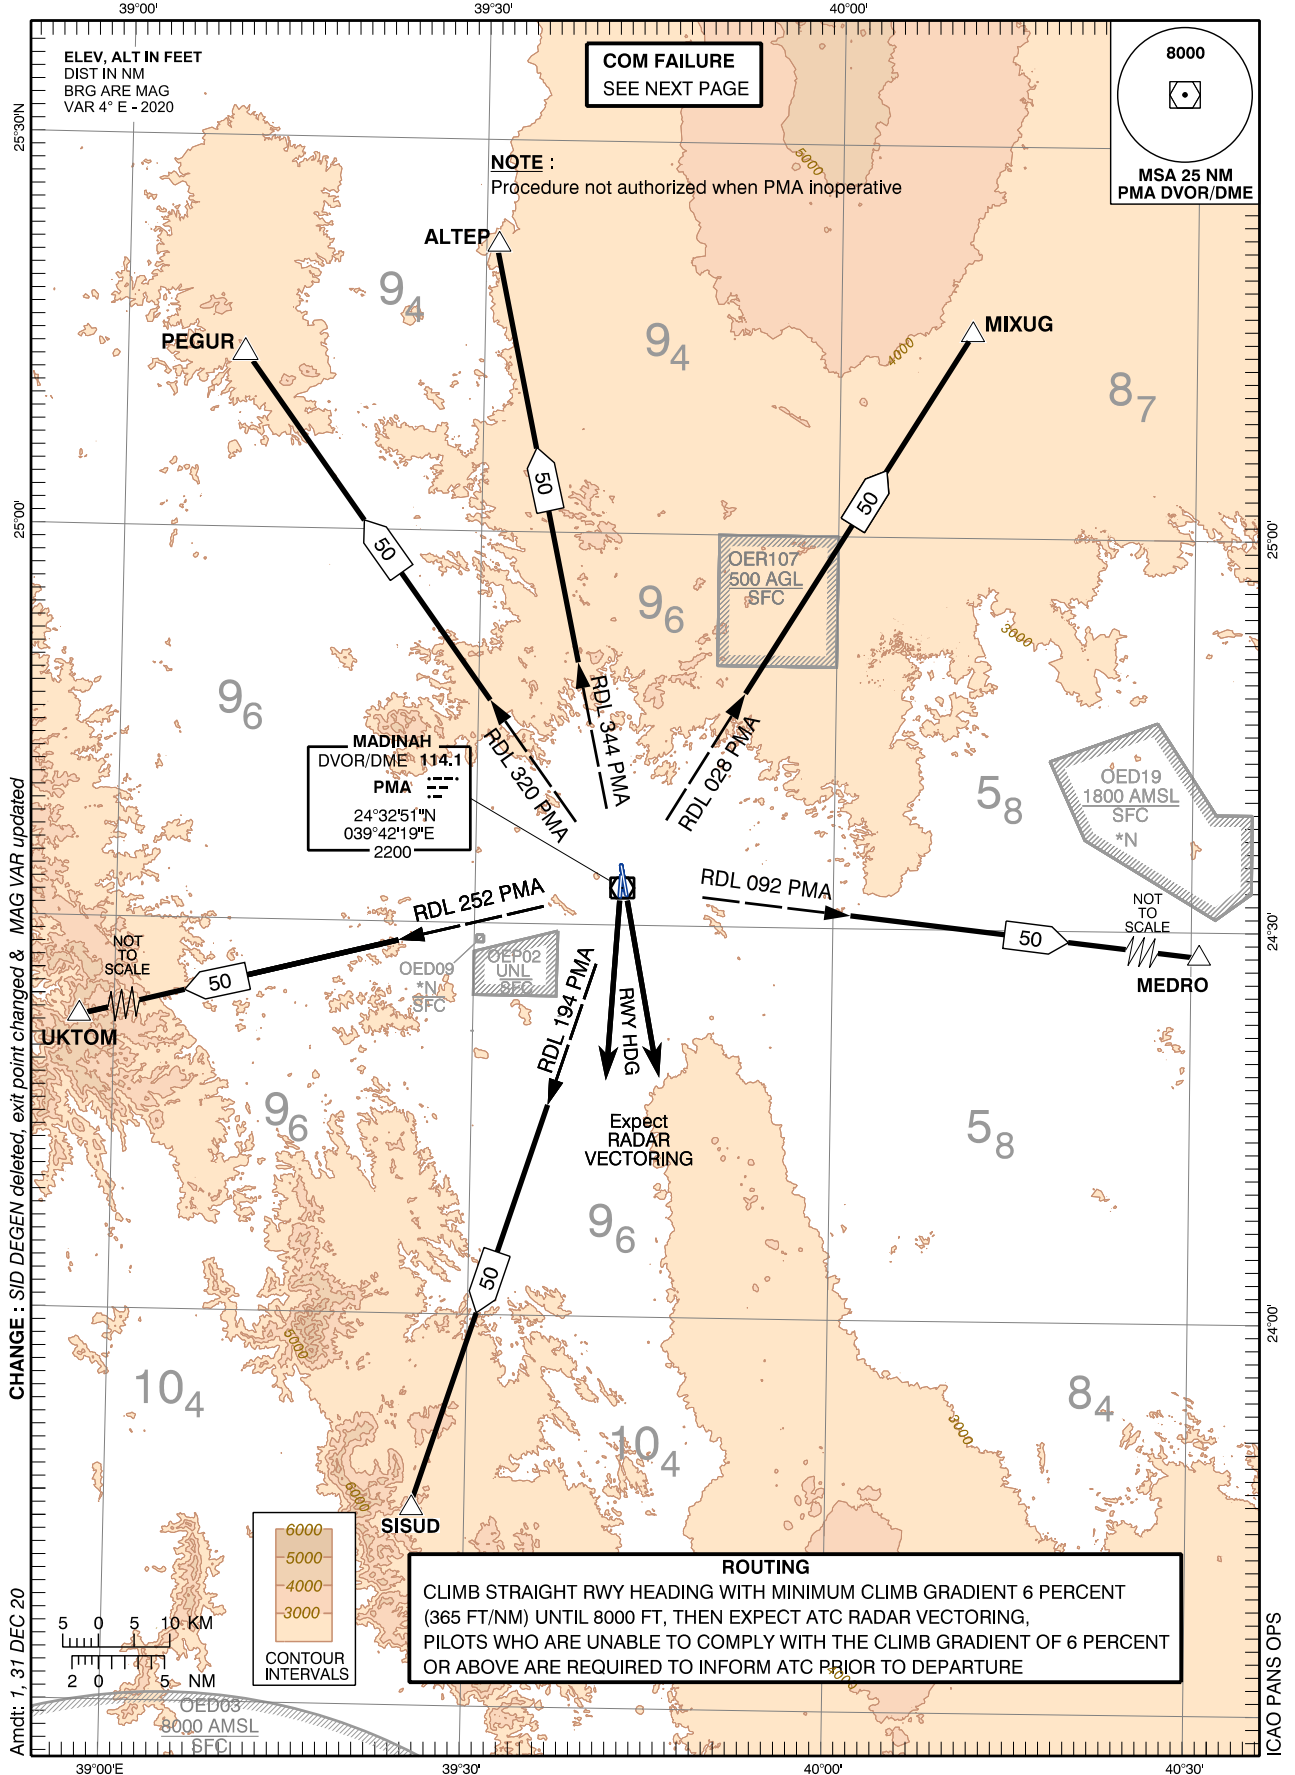 39°00'
39°30'
40°00'
ELEV, ALT IN FEET
DIST IN NM
BRG ARE MAG
VAR 4° E - 2020
COM FAILURE
SEE NEXT PAGE
8000
MSA 25 NM
PMA DVOR/DME
25°30'N
NOTE :
Procedure not authorized when PMA inoperative
5000
ALTEP
94
PEGUR
94
MIXUG
4000
87
50
50
50
25°00'
25°00'
OER107
500 AGL
SFC
96
3000
96
RDL 344 PMA
RDL 320 PMA
RDL 028 PMA
MADINAH
DVOR/DME 114.1
PMA
24°32'51"N
039°42'19"E
2200
58
OED19
1800 AMSL
SFC
*N
RDL 252 PMA
RDL 092 PMA
NOT
TO
SCALE
50
MEDRO
24°30'
NOT
TO
SCALE
50
UKTOM
OED09
*N
SFC
OEP02
UNL
SFC
RDL 194 PMA
RWY HDG
Expect
RADAR
VECTORING
96
58
96
50
24°00'
5000
104
84
3000
104
6000
SISUD
6000
5000
4000
3000
CONTOUR
INTERVALS
ROUTING
CLIMB STRAIGHT RWY HEADING WITH MINIMUM CLIMB GRADIENT 6 PERCENT
(365 FT/NM) UNTIL 8000 FT, THEN EXPECT ATC RADAR VECTORING,
PILOTS WHO ARE UNABLE TO COMPLY WITH THE CLIMB GRADIENT OF 6 PERCENT
OR ABOVE ARE REQUIRED TO INFORM ATC PRIOR TO DEPARTURE
4000
5 0 5 10 KM
2 0 5 NM
OED03
8000 AMSL
SFC
CHANGE : SID DEGEN deleted, exit point changed & MAG VAR updated
Amdt: 1, 31 DEC 20
ICAO PANS OPS
39°00'E
39°30'
40°00'
40°30'